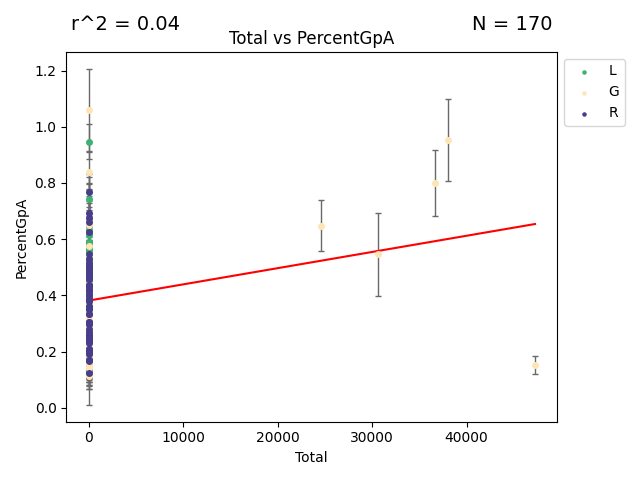 r^2 = 0.04
N = 170
Total vs PercentGpA
L
G
R
1.2
1.0
0.8
0.6
0.4
0.2
0.0
PercentGpA
0
10000
20000
30000
40000
Total